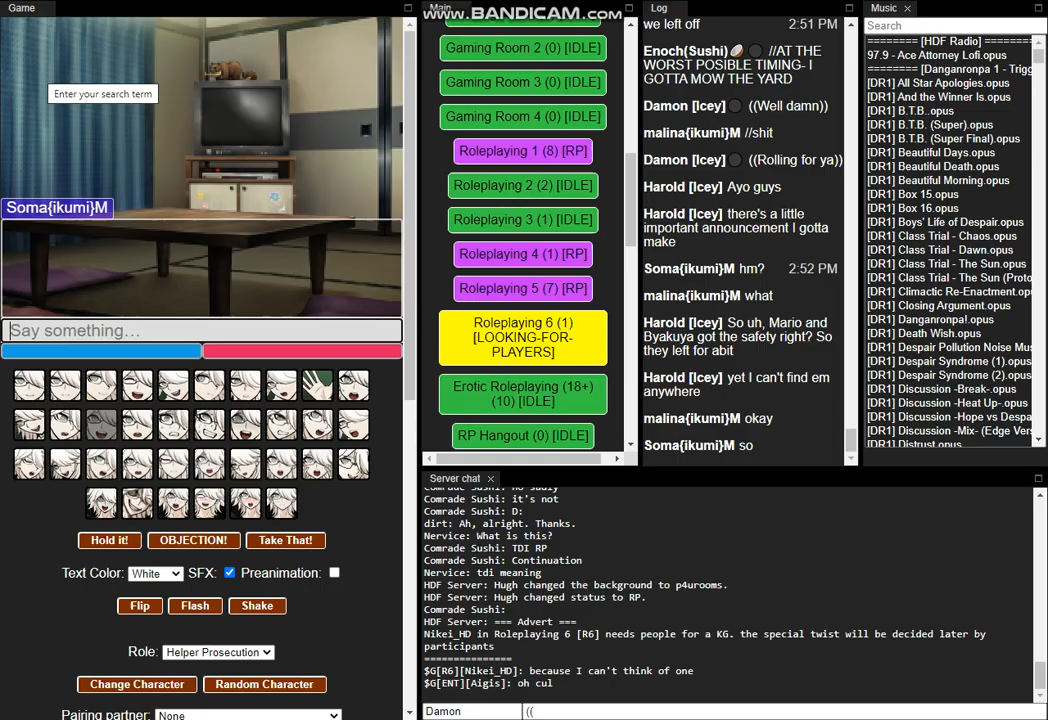 Game
Main
www.BANDICAM.com
Log
Music
Enter your search term
Soma{ikumi}M
Say something…
Hold it!
OBJECTION!
Take That!
Text Color:
White
SFX:
Preanimation:
Flip
Flash
Shake
Role:
Helper Prosecution
Change Character
Random Character
Pairing partner:
None
Gaming Room 2 (0) [IDLE]
Gaming Room 3 (0) [IDLE]
Gaming Room 4 (0) [IDLE]
Roleplaying 1 (8) [RP]
Roleplaying 2 (2) [IDLE]
Roleplaying 3 (1) [IDLE]
Roleplaying 4 (1) [RP]
Roleplaying 5 (7) [RP]
Roleplaying 6 (1)
[LOOKING-FOR-
PLAYERS]
Erotic Roleplaying (18+)
(10) [IDLE]
RP Hangout (0) [IDLE]
we left off 2:51 PM
Enoch(Sushi) //AT THE
WORST POSIBLE TIMING- I
GOTTA MOW THE YARD
Damon [Icey] ((Well damn))
malina{ikumi}M //shit
Damon [Icey] ((Rolling for ya))
Harold [Icey] Ayo guys
Harold [Icey] there's a little
important announcement I gotta
make
Soma{ikumi}M hm? 2:52 PM
malina{ikumi}M what
Harold [Icey] So uh, Mario and
Byakuya got the safety right? So
they left for abit
Harold [Icey] yet I can't find em
anywhere
malina{ikumi}M okay
Soma{ikumi}M so
Search
======== [HDF Radio] =======
97.9 - Ace Attorney Lofi.opus
======== [Danganronpa 1 - Trigg
[DR1] All Star Apologies.opus
[DR1] And the Winner Is.opus
[DR1] B.T.B..opus
[DR1] B.T.B. (Super).opus
[DR1] B.T.B. (Super Final).opus
[DR1] Beautiful Days.opus
[DR1] Beautiful Death.opus
[DR1] Beautiful Morning.opus
[DR1] Box 15.opus
[DR1] Box 16.opus
[DR1] Boys' Life of Despair.opus
[DR1] Class Trial - Chaos.opus
[DR1] Class Trial - Dawn.opus
[DR1] Class Trial - The Sun.opus
[DR1] Class Trial - The Sun (Proto
[DR1] Climactic Re-Enactment.opu
[DR1] Closing Argument.opus
[DR1] Danganronpa!.opus
[DR1] Death Wish.opus
[DR1] Despair Pollution Noise Mus
[DR1] Despair Syndrome (1).opus
[DR1] Despair Syndrome (2).opus
[DR1] Discussion -Break-.opus
[DR1] Discussion -Heat Up-.opus
[DR1] Discussion -Hope vs Despa
[DR1] Discussion -Mix- (Edge Vers
[DR1] Distrust.opus
Server chat
Comrade Sushi: it's not
Comrade Sushi: D:
dirt: Ah, alright. Thanks.
Nervice: What is this?
Comrade Sushi: TDI RP
Comrade Sushi: Continuation
Nervice: tdi meaning
HDF Server: Hugh changed the background to p4urooms.
HDF Server: Hugh changed status to RP.
Comrade Sushi:
HDF Server: === Advert ===
Nikei_HD in Roleplaying 6 [R6] needs people for a KG. the special twist will be decided later by
participants
===============
$G[R6][Nikei_HD]: because I can't think of one
$G[ENT][Aigis]: oh cul
Damon
((